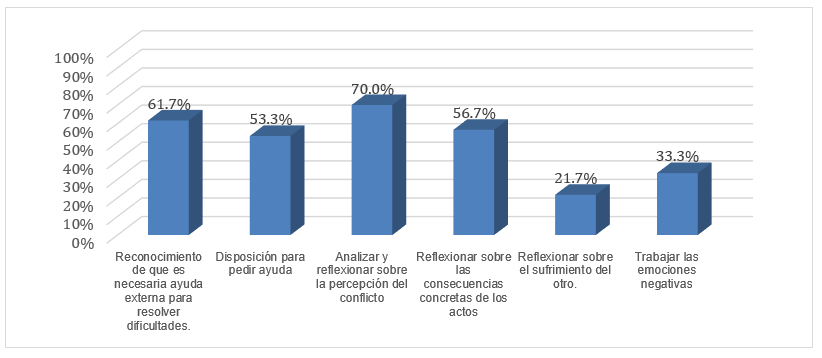 100%
90%
80%
70%
60%
50%
40%
30%
20%
10%
0%
61.7%
53.3%
70.0%
56.7%
21.7%
33.3%
Reconocimiento
de que es
necesaria ayuda
externa para
resolver
dificultades.
Disposición para
pedir ayuda
Analizar y
reflexionar sobre
la percepción del
conflicto
Reflexionar sobre
las
consecuencias
concretas de los
actos
Reflexionar sobre
el sufrimiento del
otro.
Trabajar las
emociones
negativas